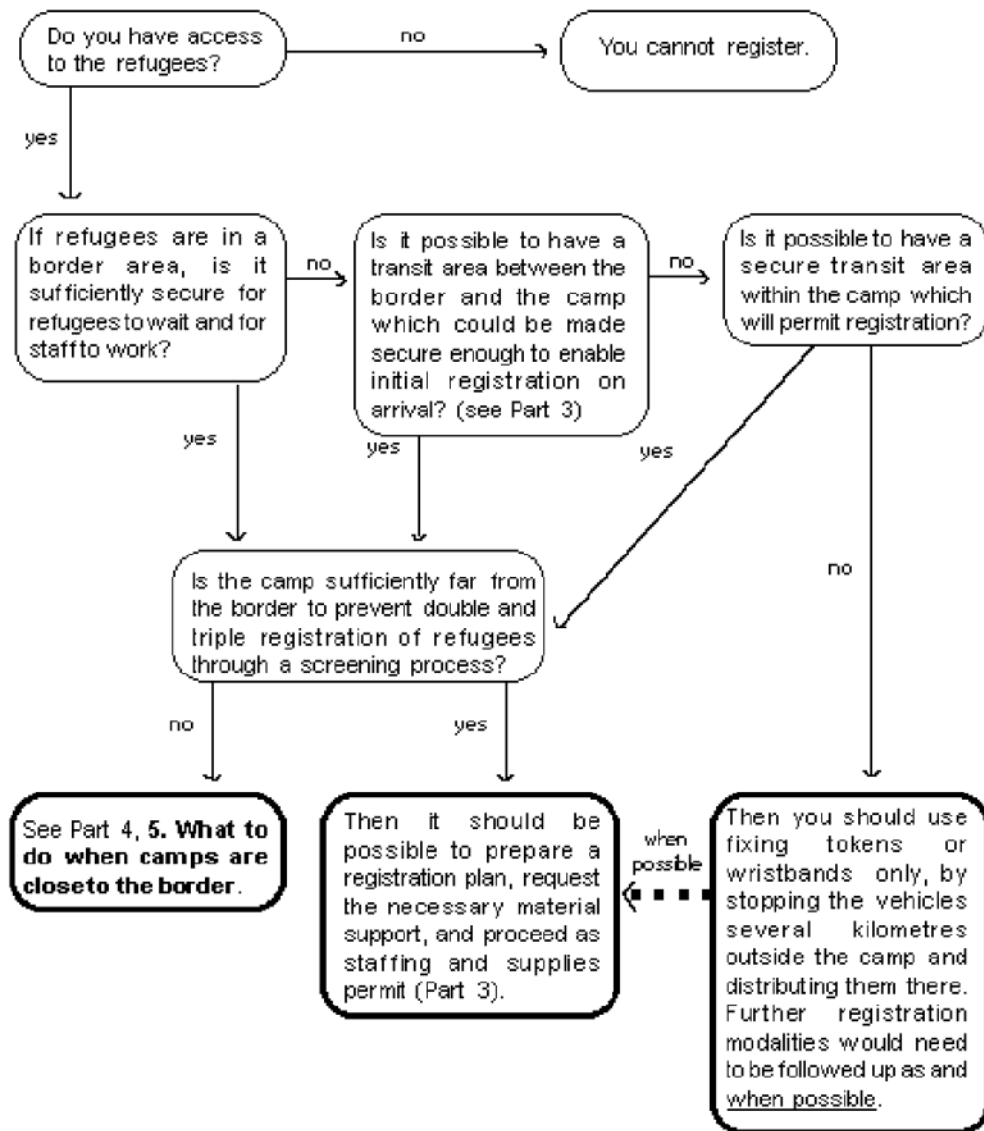 Do you have access
to the refugees?
no
You cannot register.
yes
If refugees are in a
border area, is it
sufficiently secure for
refugees to wait and for
staff to work?
no
Is it possible to have a
transit area between the
border and the camp
which could be made
secure enough to enable
initial registration on
arrival? (see Part 3)
no
Is it possible to have a
secure transit area
within the camp which
will permit registration?
yes
yes
yes
no
Is the camp sufficiently far from
the border to prevent double and
triple registration of refugees
through a screening process?
no
yes
See Part 4, 5. What to
do when camps are
closeto the border.
Then it should be
possible to prepare a
registration plan, request
the necessary material
support, and proceed as
staffing and supplies
permit (Part 3).
when
possible
Then you should use
fixing tokens or
wristbands only, by
stopping the vehicles
several kilometres
outside the camp and
distributing them there.
Further registration
modalities would need
to be followed up as and
when possible.